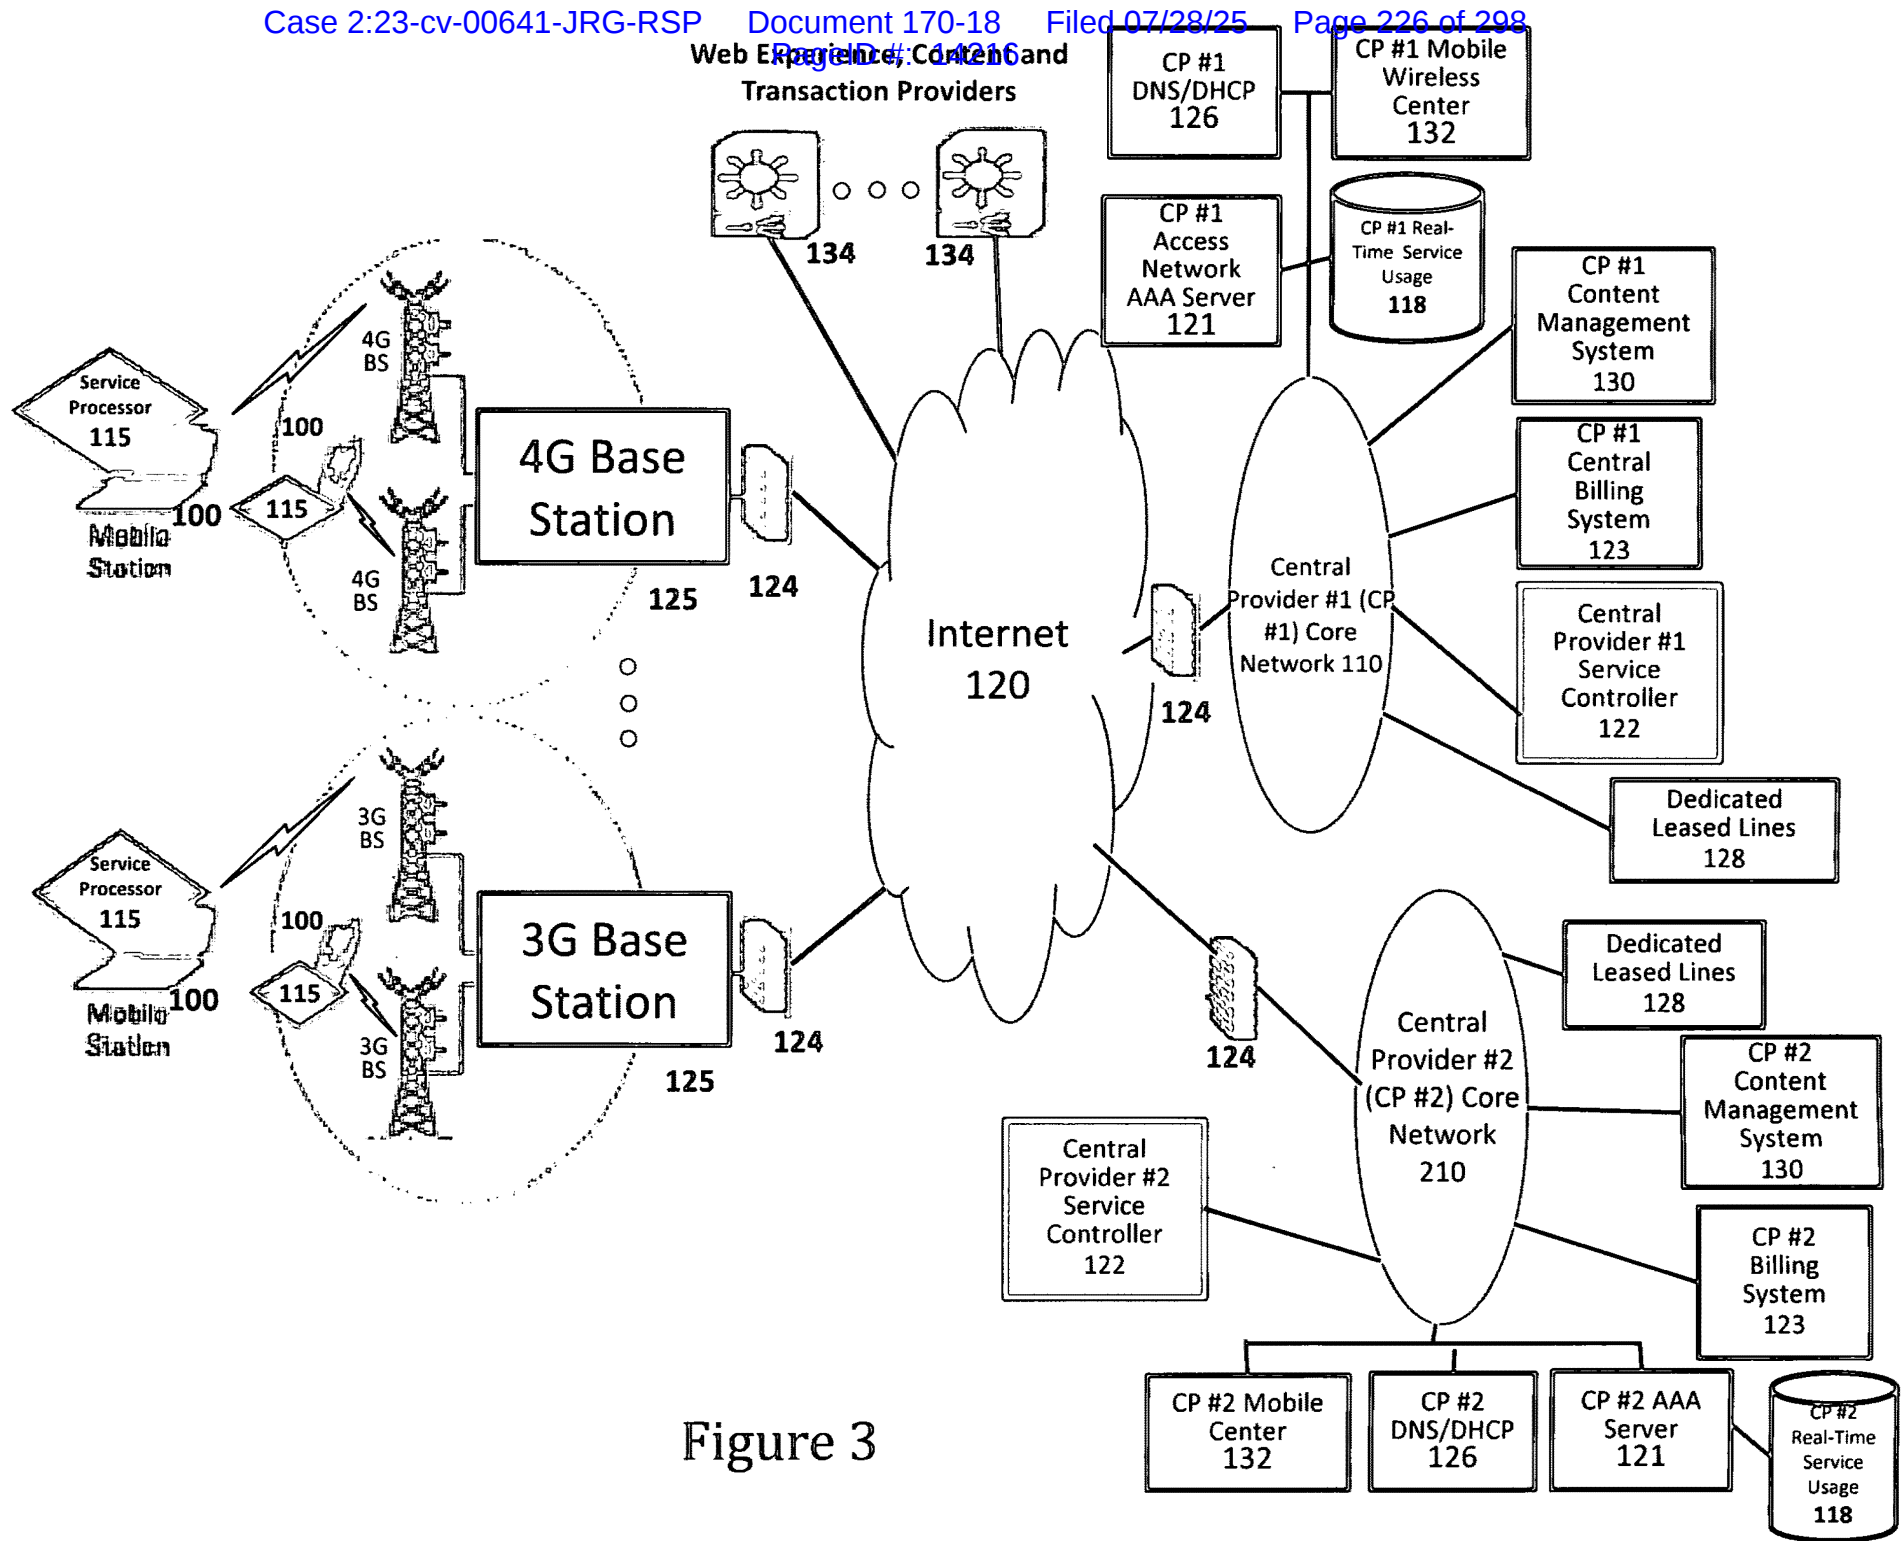 Case 2:23-cv-00641-JRG-RSP Document 170-18 Filed 07/28/25 Page 226 of 298
PageID #: 14216
Web Experience, Content and
Transaction Providers
134
134
CP #1
DNS/DHCP
126
CP #1 Mobile
Wireless
Center
132
CP #1
Access
Network
AAA Server
121
CP #1 Real-
Time Service
Usage
118
CP #1
Content
Management
System
130
CP #1
Central
Billing
System
123
Central
Provider #1
Service
Controller
122
Dedicated
Leased Lines
128
4G
BS
Service
Processor
115
100
Mobile
Station
100
115
4G
BS
4G Base
Station
125
124
Internet
120
124
Central
Provider #1 (CP
#1) Core
Network 110
3G
BS
Service
Processor
115
100
Mobile
Station
100
115
3G
BS
3G Base
Station
125
124
124
Central
Provider #2
(CP #2) Core
Network
210
Dedicated
Leased Lines
128
CP #2
Content
Management
System
130
CP #2
Billing
System
123
Central
Provider #2
Service
Controller
122
CP #2 Mobile
Center
132
CP #2
DNS/DHCP
126
CP #2 AAA
Server
121
CP #2
Real-Time
Service
Usage
118
Figure 3